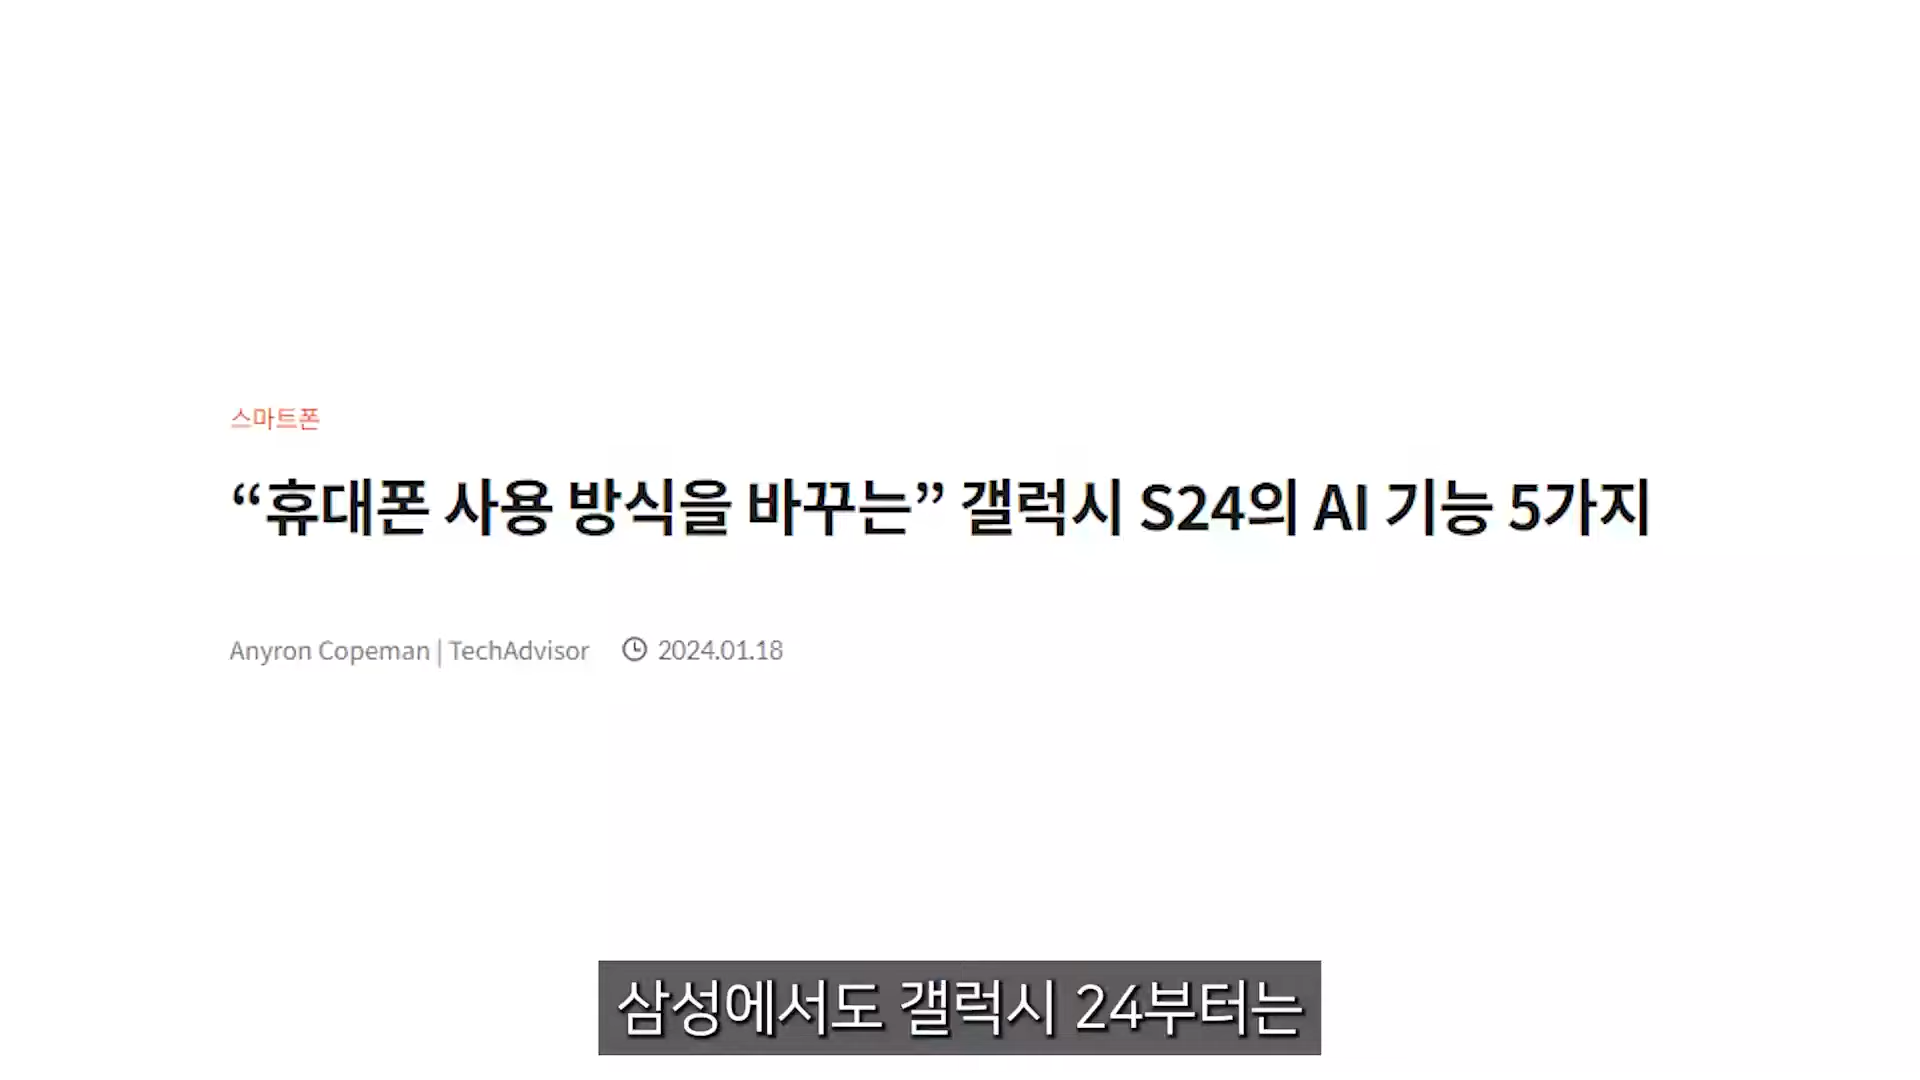 스마트폰
“휴대폰 사용 방식을 바꾸는” 갤럭시 S24의 AI 기능 5가지
Anyron Copeman | TechAdvisor 2024.01.18
삼성에서도 갤럭시 24부터는